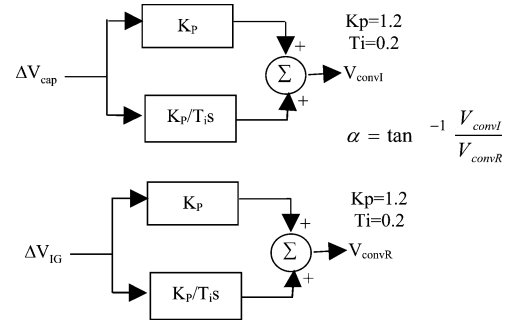 Kp=1.2
Ti=0.2
K_P
+
ΔV_cap
Σ
V_convI
K_P/T_is
+
α = tan ⁻¹ V_convI / V_convR
Kp=1.2
Ti=0.2
K_P
+
ΔV_IG
Σ
V_convR
K_P/T_is
+